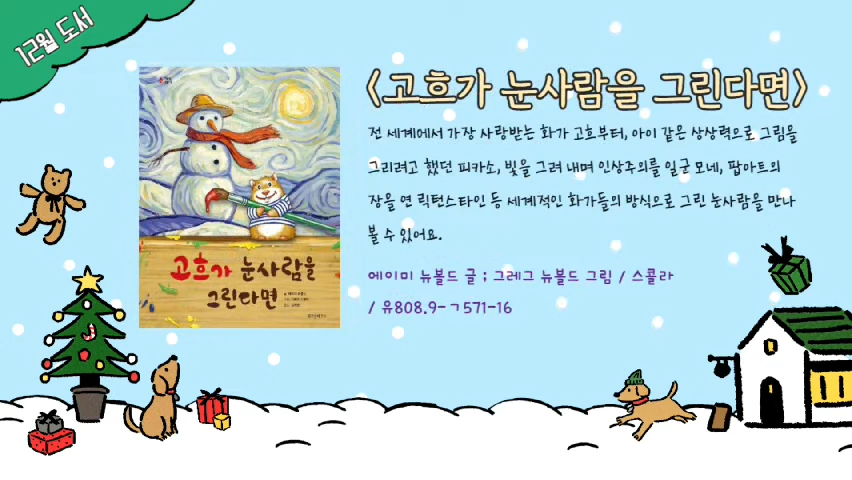 12월 도서
<고흐가 눈사람을 그린다면>
전 세계에서 가장 사랑받는 화가 고흐부터, 아이 같은 상상력으로 그림을
그리려고 했던 피카소, 빛을 그려 내며 인상주의를 일군 모네, 팝아트의
장을 연 릭턴스타인 등 세계적인 화가들의 방식으로 그린 눈사람을 만나
볼 수 있어요.
에이미 뉴볼드 글 ; 그레그 뉴볼드 그림 / 스콜라
/ 유808.9-ㄱ571-16
고흐가 눈사람을
그린다면